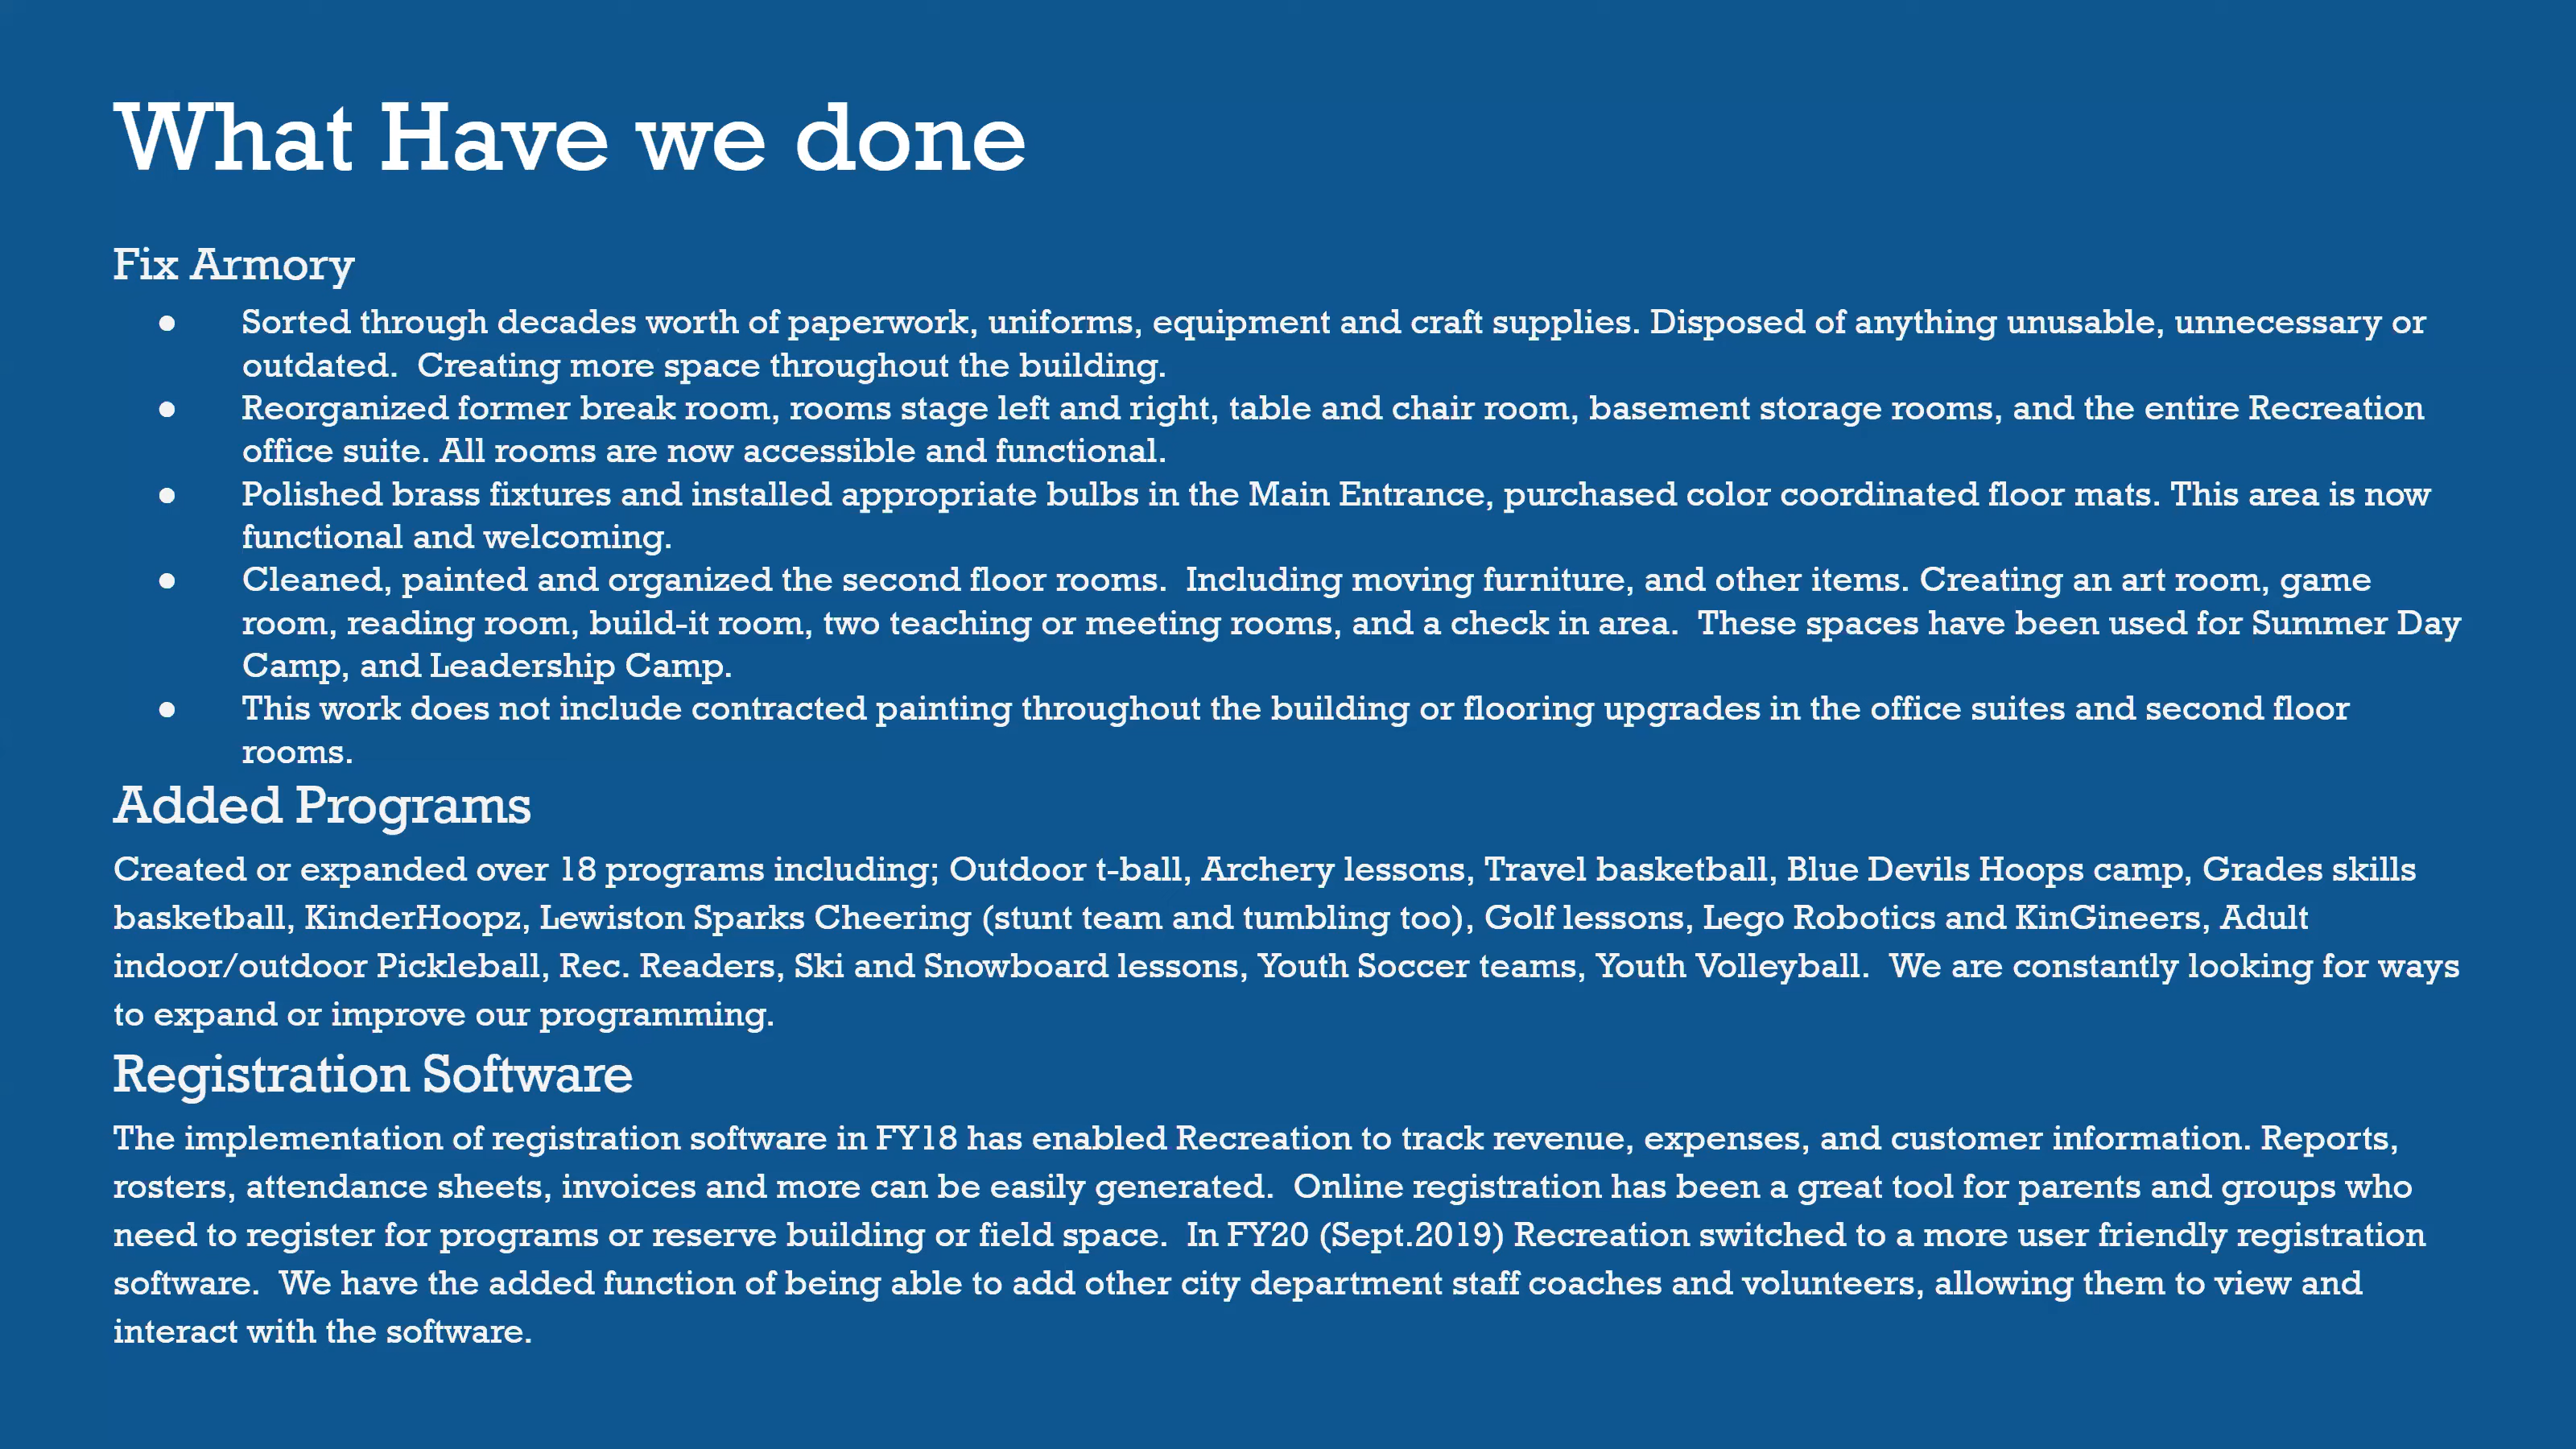 What Have we done
Fix Armory
● Sorted through decades worth of paperwork, uniforms, equipment and craft supplies. Disposed of anything unusable, unnecessary or
outdated.  Creating more space throughout the building.
● Reorganized former break room, rooms stage left and right, table and chair room, basement storage rooms, and the entire Recreation
office suite. All rooms are now accessible and functional.
● Polished brass fixtures and installed appropriate bulbs in the Main Entrance, purchased color coordinated floor mats. This area is now
functional and welcoming.
● Cleaned, painted and organized the second floor rooms.  Including moving furniture, and other items. Creating an art room, game
room, reading room, build-it room, two teaching or meeting rooms, and a check in area.  These spaces have been used for Summer Day
Camp, and Leadership Camp.
● This work does not include contracted painting throughout the building or flooring upgrades in the office suites and second floor
rooms.
Added Programs
Created or expanded over 18 programs including; Outdoor t-ball, Archery lessons, Travel basketball, Blue Devils Hoops camp, Grades skills
basketball, KinderHoopz, Lewiston Sparks Cheering (stunt team and tumbling too), Golf lessons, Lego Robotics and KinGineers, Adult
indoor/outdoor Pickleball, Rec. Readers, Ski and Snowboard lessons, Youth Soccer teams, Youth Volleyball.  We are constantly looking for ways
to expand or improve our programming.
Registration Software
The implementation of registration software in FY18 has enabled Recreation to track revenue, expenses, and customer information. Reports,
rosters, attendance sheets, invoices and more can be easily generated.  Online registration has been a great tool for parents and groups who
need to register for programs or reserve building or field space.  In FY20 (Sept.2019) Recreation switched to a more user friendly registration
software.  We have the added function of being able to add other city department staff coaches and volunteers, allowing them to view and
interact with the software.